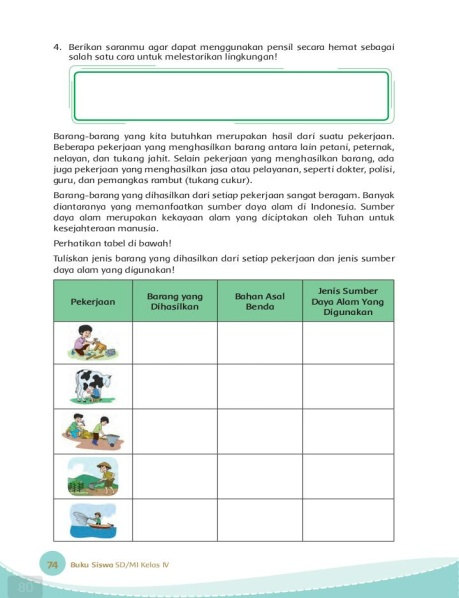 4. Berikan saranmu agar dapat menggunakan pensil secara hemat sebagai
salah satu cara untuk melestarikan lingkungan!
Barang-barang yang kita butuhkan merupakan hasil dari suatu pekerjaan.
Beberapa pekerjaan yang menghasilkan barang antara lain petani, peternak,
nelayan, dan tukang jahit. Selain pekerjaan yang menghasilkan barang, ada
juga pekerjaan yang menghasilkan jasa atau pelayanan, seperti dokter, polisi,
guru, dan pemangkas rambut (tukang cukur).
Barang-barang yang dihasilkan dari setiap pekerjaan sangat beragam. Banyak
diantaranya yang memanfaatkan sumber daya alam di Indonesia. Sumber
daya alam merupakan kekayaan alam yang diciptakan oleh Tuhan untuk
kesejahteraan manusia.
Perhatikan tabel di bawah!
Tuliskan jenis barang yang dihasilkan dari setiap pekerjaan dan jenis sumber
daya alam yang digunakan!
Pekerjaan
Barang yang
Dihasilkan
Bahan Asal
Benda
Jenis Sumber
Daya Alam Yang
Digunakan
74 Buku Siswa SD/MI Kelas IV
80